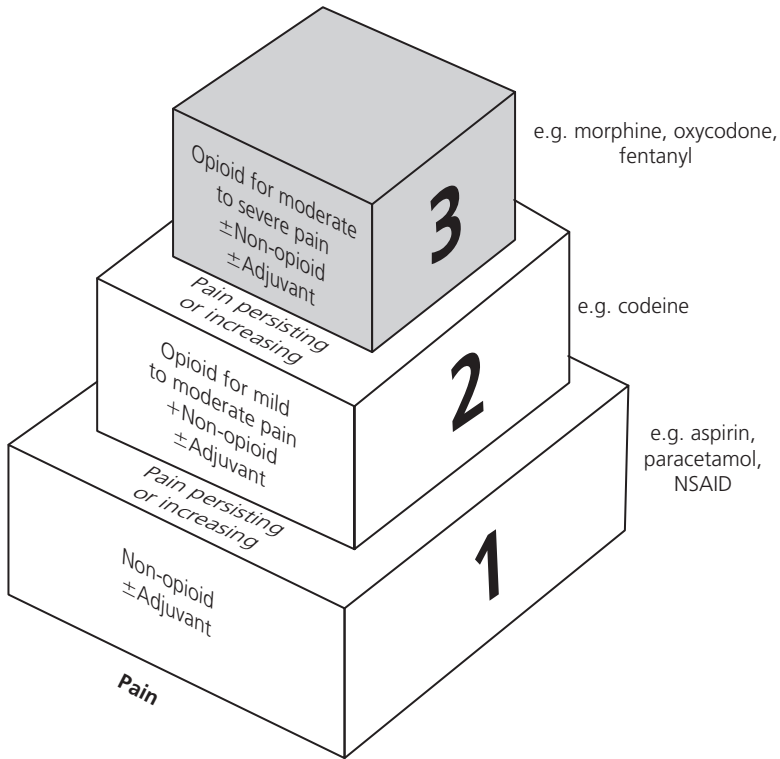 e.g. morphine, oxycodone,
fentanyl
Opioid for moderate
to severe pain
±Non-opioid
±Adjuvant
3
Pain persisting
or increasing
e.g. codeine
Opioid for mild
to moderate pain
+Non-opioid
±Adjuvant
2
Pain persisting
or increasing
e.g. aspirin,
paracetamol,
NSAID
Non-opioid
±Adjuvant
1
Pain